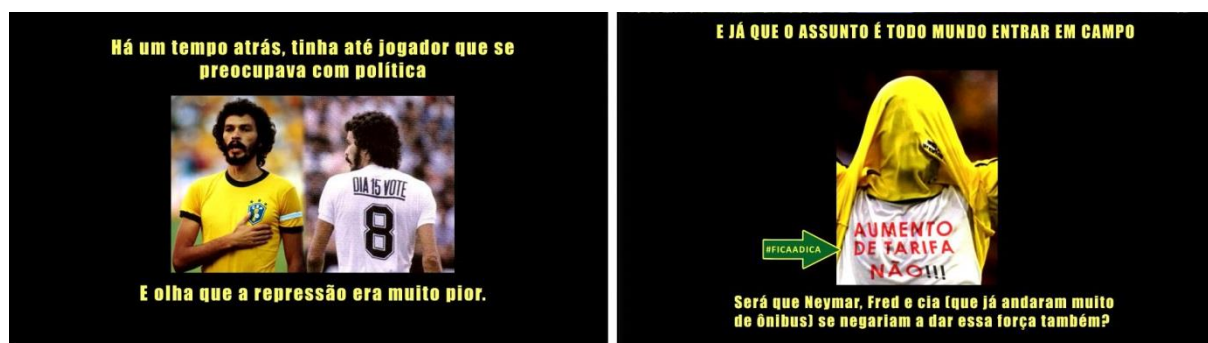 Há um tempo atrás, tinha até jogador que se
preocupava com política
DIA 15 VOTE
8
E olha que a repressão era muito pior.
E JÁ QUE O ASSUNTO É TODO MUNDO ENTRAR EM CAMPO
#FICAADICA
AUMENTO
DE TARIFA
NÃO!!!
Será que Neymar, Fred e cia (que já andaram muito
de ônibus) se negariam a dar essa força também?